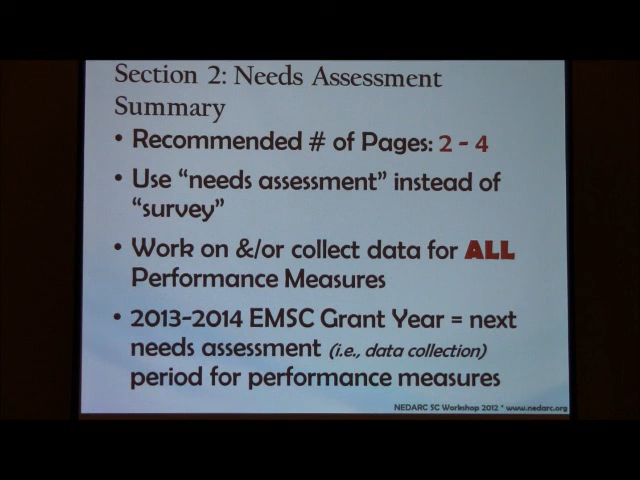 Section 2: Needs Assessment
Summary
• Recommended # of Pages: 2 - 4
• Use “needs assessment” instead of
“survey”
• Work on &/or collect data for ALL
Performance Measures
• 2013-2014 EMSC Grant Year = next
needs assessment (i.e., data collection)
period for performance measures
NEDARC SC Workshop 2012 * www.nedarc.org